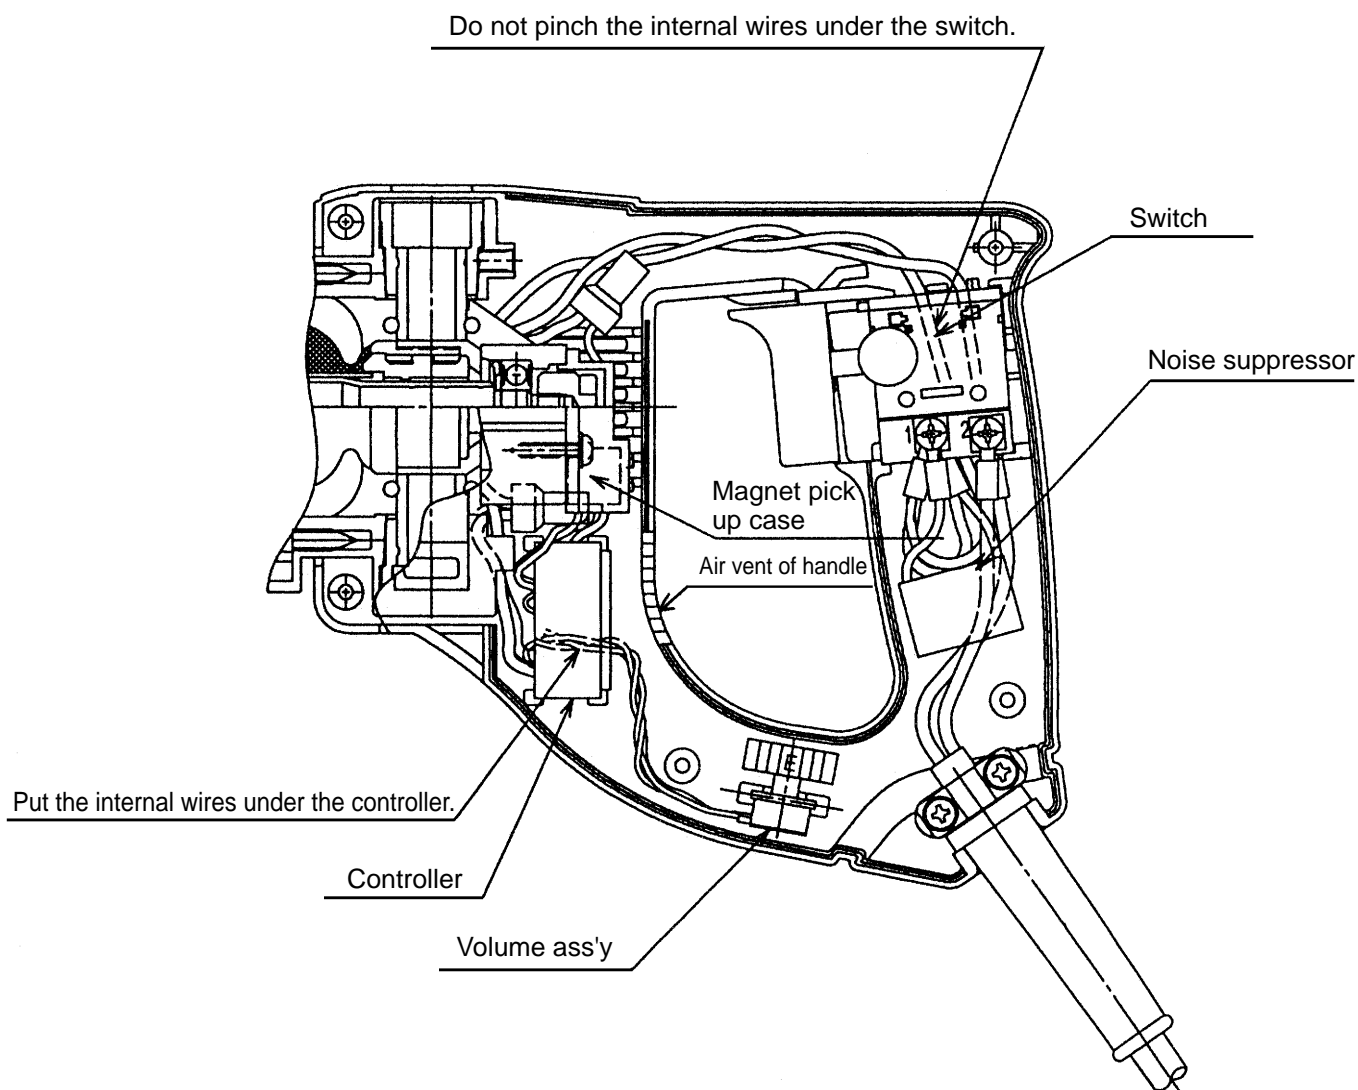 Do not pinch the internal wires under the switch.
Switch
Noise suppressor
1 2
Magnet pick
up case
Air vent of handle
E
Put the internal wires under the controller.
Controller
Volume ass'y